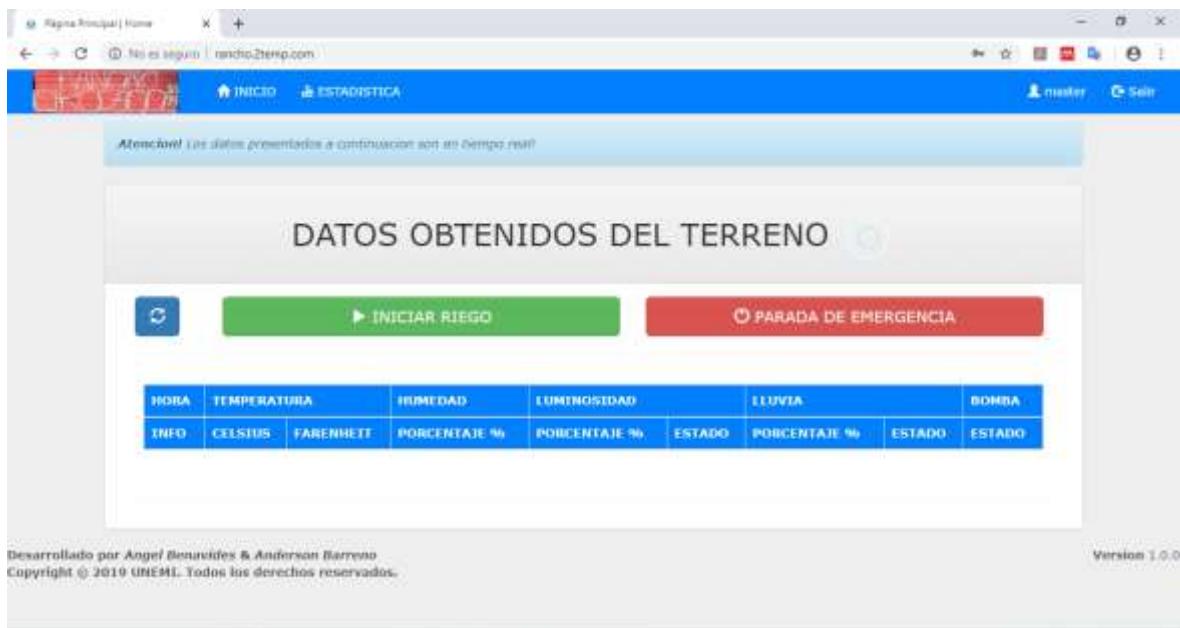 Página Principal | Home
No es seguro | rancho.2temp.com
INICIO ESTADISTICA master Salir
Atencion! Los datos presentados a continuacion son en tiempo real!
DATOS OBTENIDOS DEL TERRENO
INICIAR RIEGO PARADA DE EMERGENCIA
HORA TEMPERATURA HUMEDAD LUMINOSIDAD LLUVIA BOMBA
INFO CELSIUS FARENHEIT PORCENTAJE % PORCENTAJE % ESTADO PORCENTAJE % ESTADO ESTADO
Desarrollado por Angel Benavides & Anderson Barreno Version 1.0.0
Copyright © 2019 UNEMI. Todos los derechos reservados.